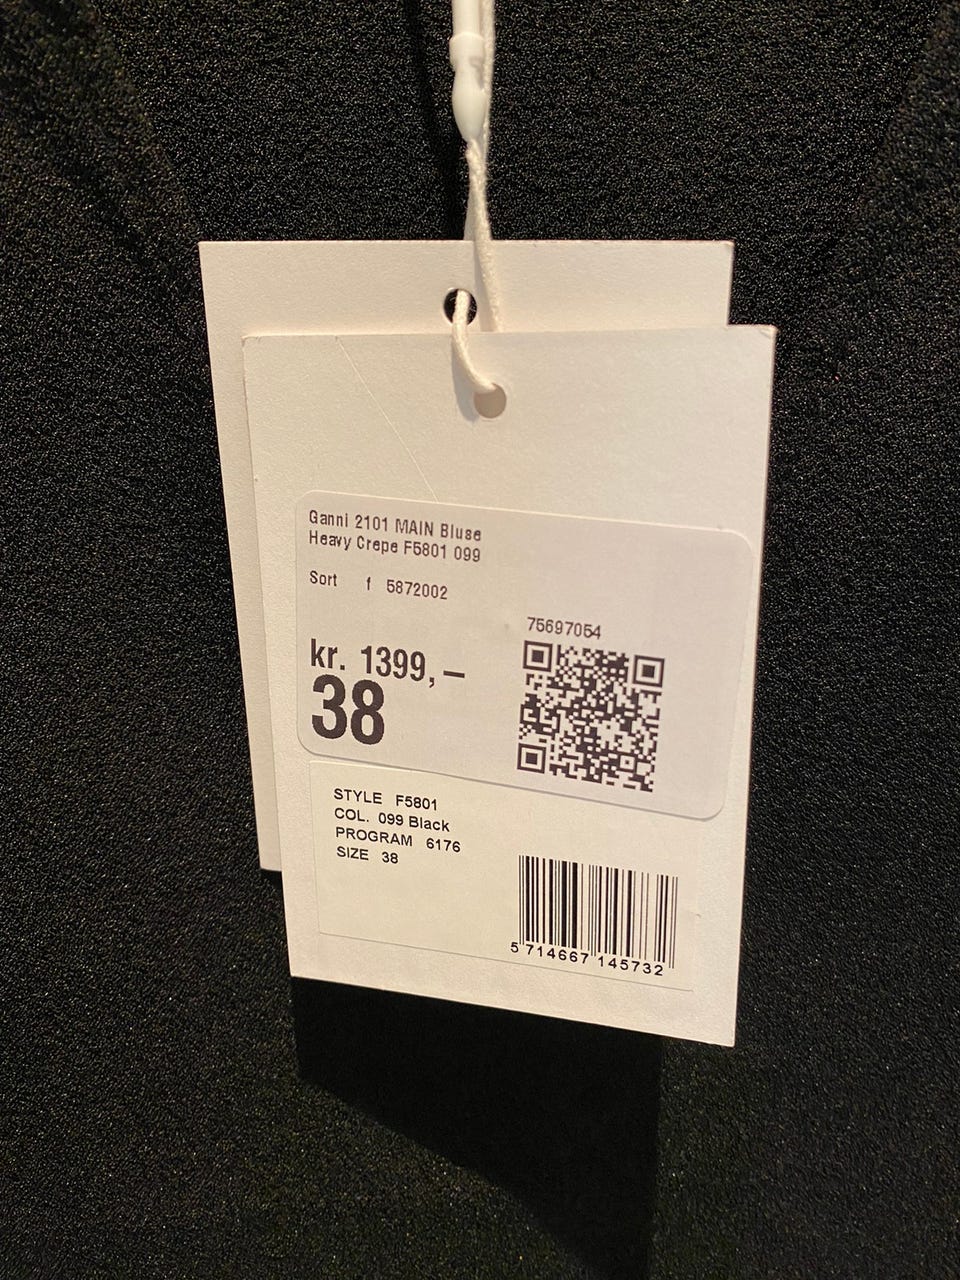 Ganni 2101 MAIN Bluse
Heavy Crepe F5801 099
Sort f 5872002
75697054
kr. 1399,–
38
STYLE F5801
COL. 099 Black
PROGRAM 6176
SIZE 38
5 714667 145732